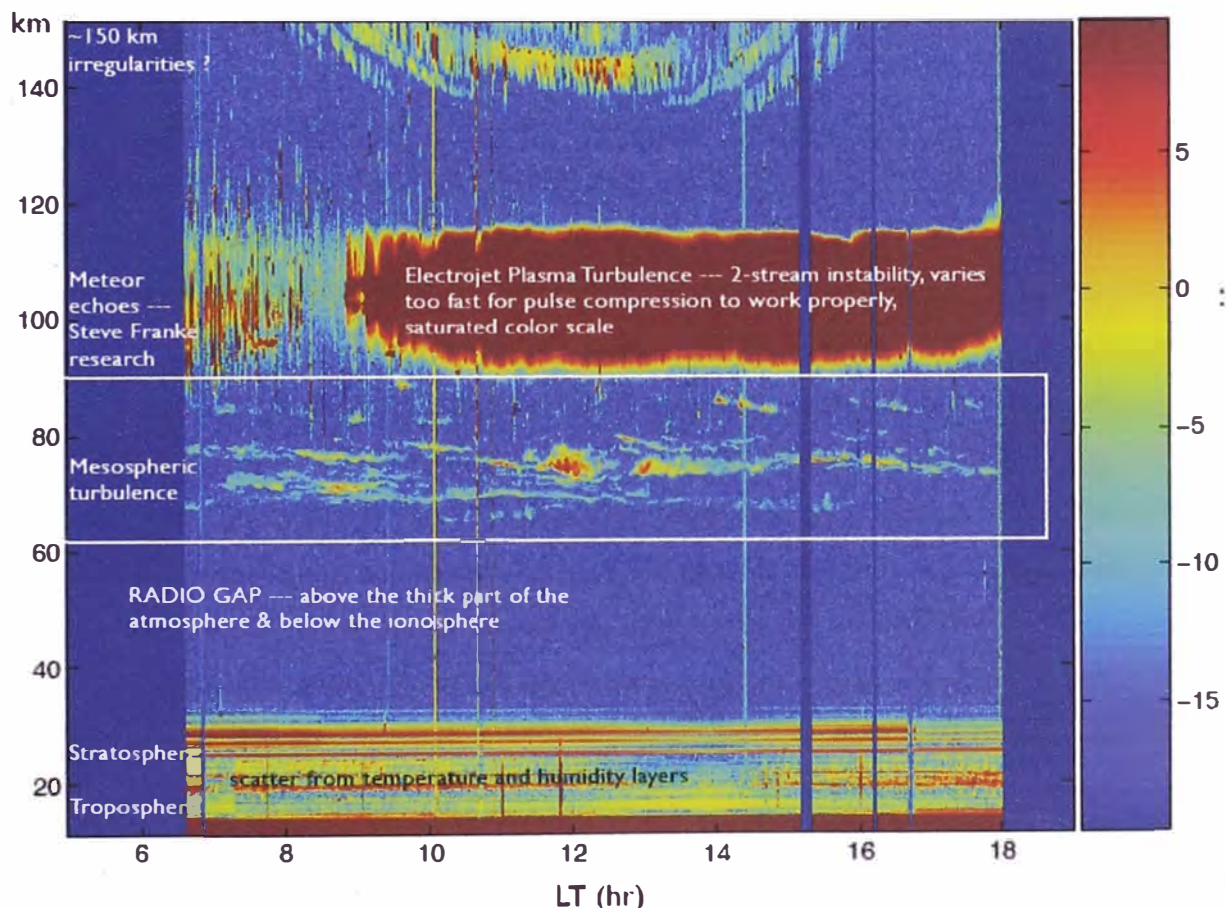 km
~150 km
irregularities ?
140
120
Meteor
echoes ---
Steve Franke
research
100
Electrojet Plasma Turbulence --- 2-stream instability, varies
too fast for pulse compression to work properly,
saturated color scale
80
Mesospheric
turbulence
60
RADIO GAP --- above the thick part of the
atmosphere & below the ionosphere
40
Stratospher
scatter from temperature and humidity layers
20
Tropospher
6
8
10
12
14
16
18
LT (hr)
5
0
−5
−10
−15